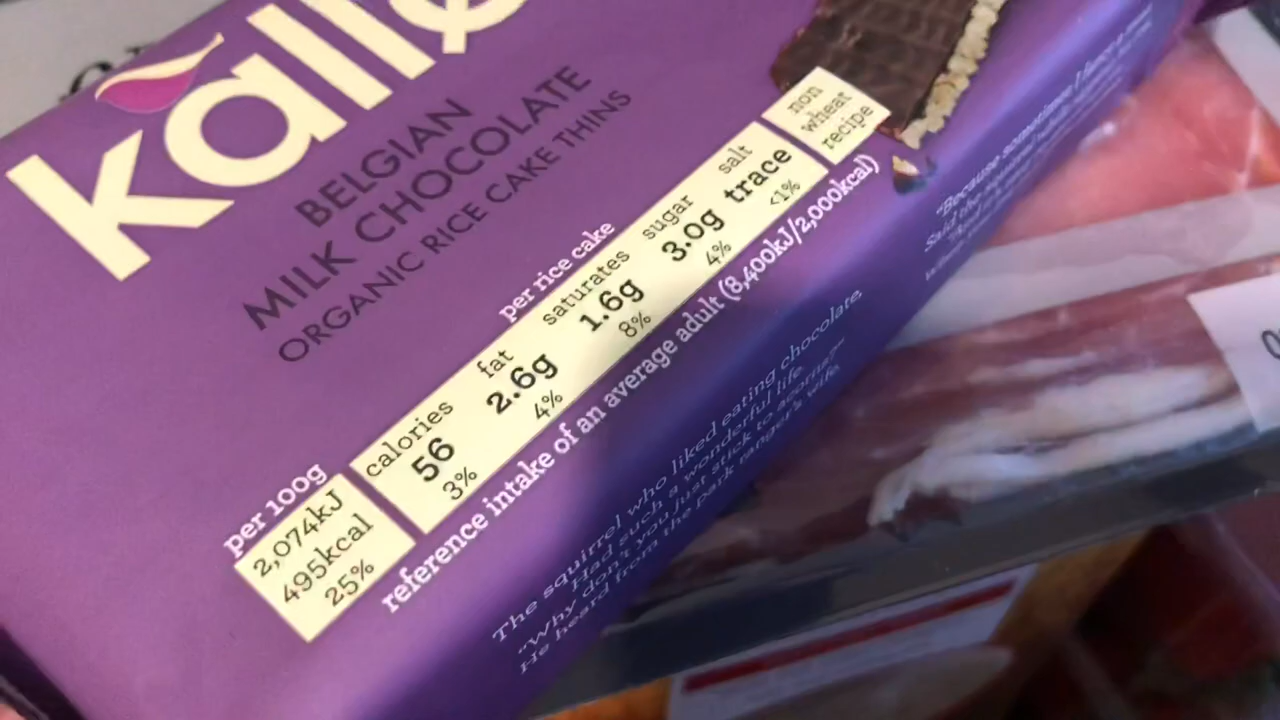 kallø
BELGIAN
MILK CHOCOLATE
ORGANIC RICE CAKE THINS
per 100g
2,074kJ
495kcal
25%
per rice cake
calories
56
3%
fat
2.6g
4%
saturates
1.6g
8%
sugar
3.0g
4%
salt
trace
<1%
non
wheat
recipe
reference intake of an average adult (8,400kJ/2,000kcal)
The squirrel who liked eating chocolate,
Had such a wonderful life
"Why don't you just stick to acorns?"
He heard from the park ranger's wife.
"Because sometimes I fancy a
Said the squirrel